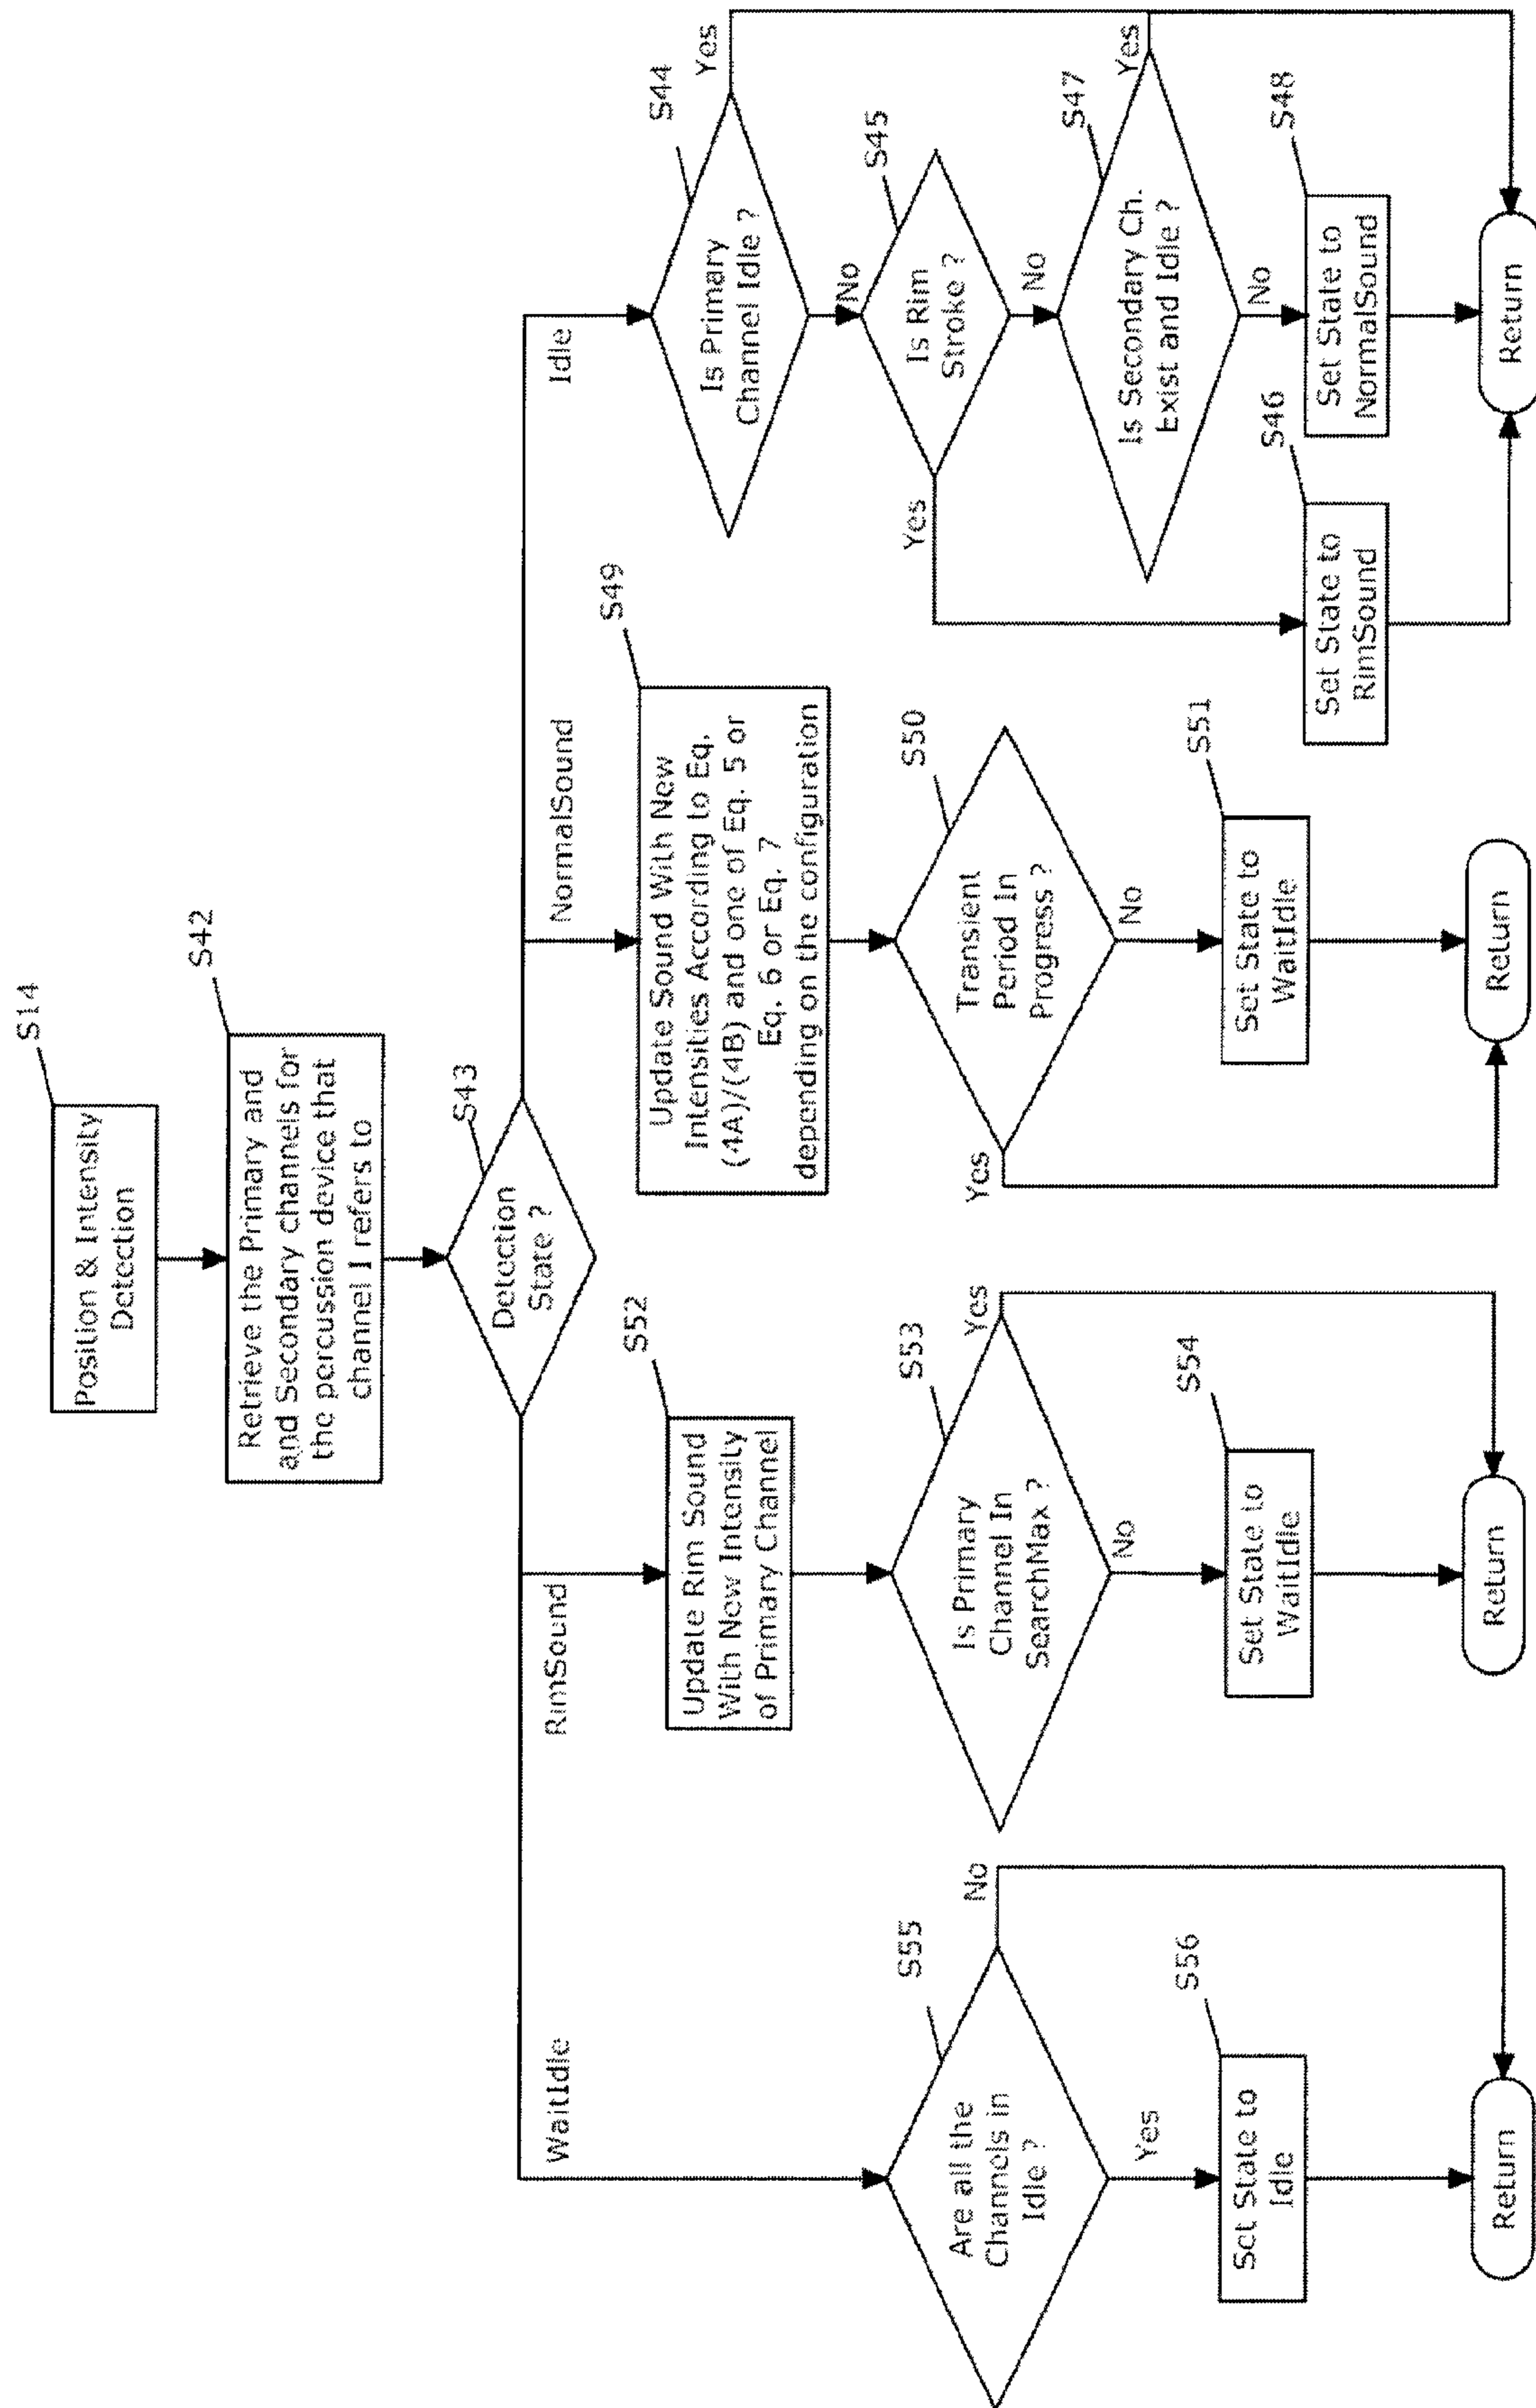 S14
Position & Intensity
Detection
S42
Retrieve the Primary and
and Secondary channels for
the percussion device that
channel I refers to
S43
Detection
State ?
WaitIdle
S55
Are all the
Channels in
Idle ?
No
Yes
S56
Set State to
Idle
Return
RimSound
S52
Update Rim Sound
With New Intensity
of Primary Channel
S53
Is Primary
Channel In
SearchMax ?
Yes
No
S54
Set State to
WaitIdle
Return
NormalSound
S49
Update Sound With New
Intensities According to Eq.
(4A)/(4B) and one of Eq. 5 or
Eq. 6 or Eq. 7
depending on the configuration
S50
Transient
Period In
Progress ?
Yes
No
S51
Set State to
WaitIdle
Return
Idle
S44
Is Primary
Channel Idle ?
Yes
No
S45
Is Rim
Stroke ?
Yes
No
S47
Is Secondary Ch.
Exist and Idle ?
Yes
No
S46
Set State to
RimSound
S48
Set State to
NormalSound
Return